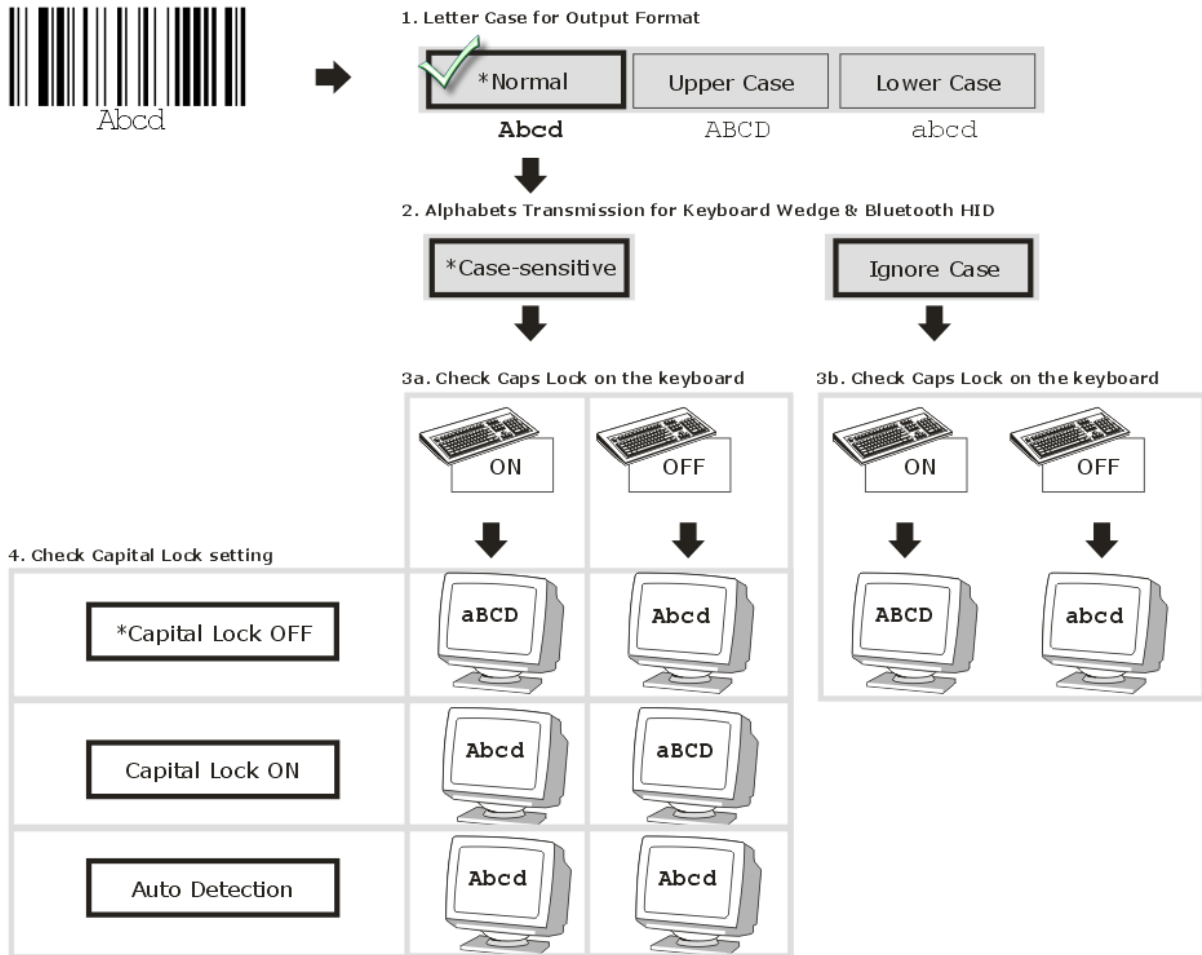 Abcd
1. Letter Case for Output Format
*Normal Upper Case Lower Case
Abcd ABCD abcd
2. Alphabets Transmission for Keyboard Wedge & Bluetooth HID
*Case-sensitive Ignore Case
3a. Check Caps Lock on the keyboard 3b. Check Caps Lock on the keyboard
ON OFF ON OFF
4. Check Capital Lock setting
*Capital Lock OFF aBCD Abcd ABCD abcd
Capital Lock ON Abcd aBCD
Auto Detection Abcd Abcd